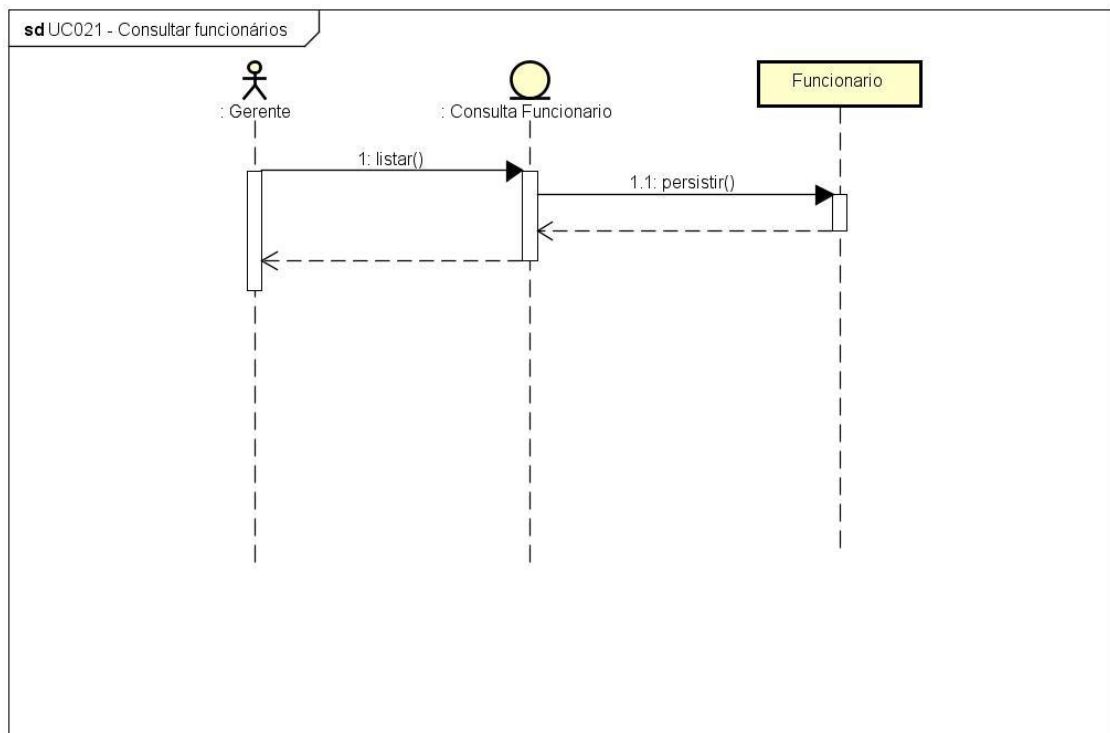 sd UC021 - Consultar funcionários
: Gerente
: Consulta Funcionario
Funcionario
1: listar()
1.1: persistir()